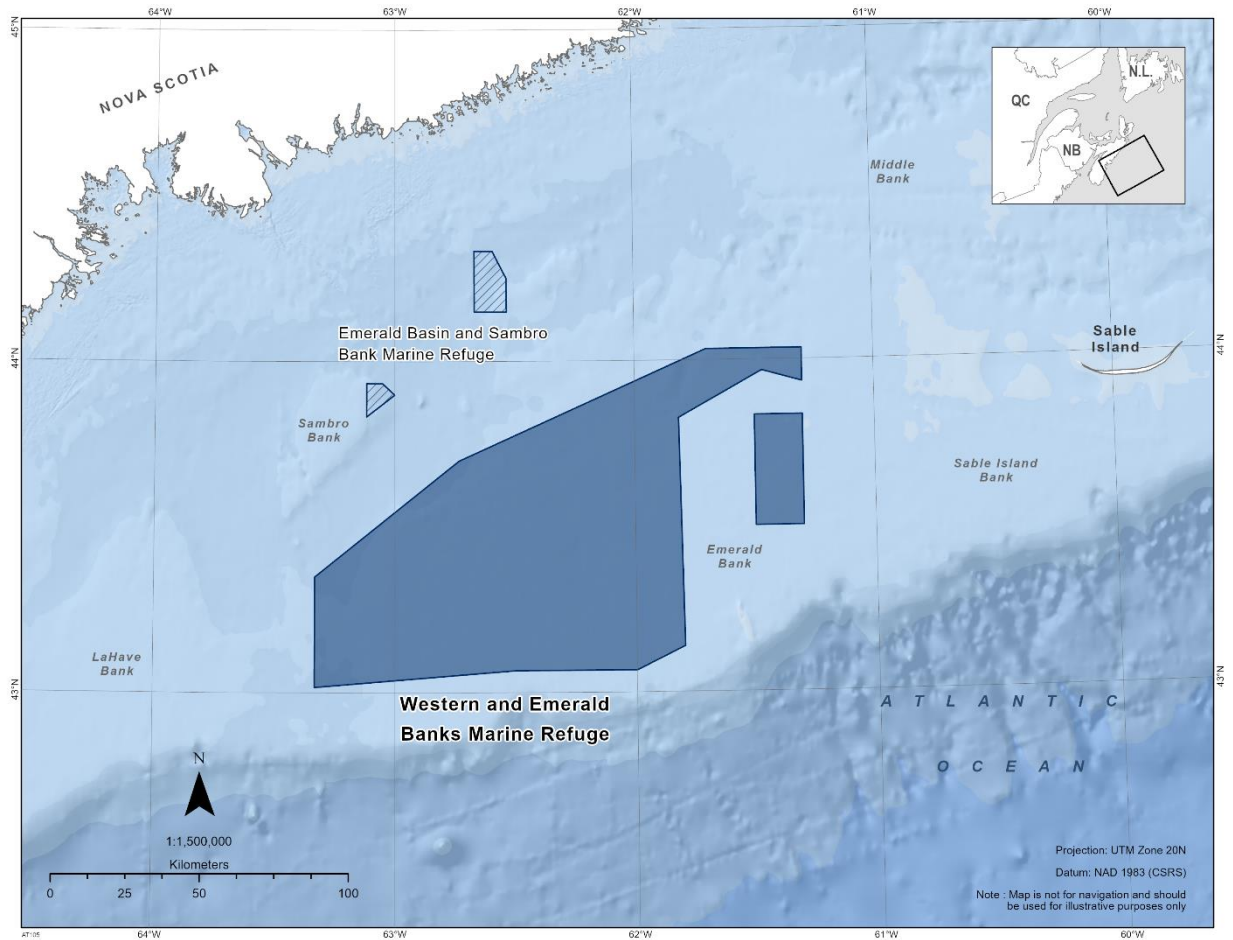 64°W
63°W
62°W
61°W
60°W
45°N
NOVA SCOTIA
QC
N.L.
NB
Middle
Bank
Emerald Basin and Sambro
Bank Marine Refuge
44°N
Sable
Island
44°N
Sambro
Bank
Sable Island
Bank
Emerald
Bank
LaHave
Bank
43°N
43°N
Western and Emerald
Banks Marine Refuge
ATLANTIC
OCEAN
N
1:1,500,000
Kilometers
0 25 50 100
Projection: UTM Zone 20N
Datum: NAD 1983 (CSRS)
Note : Map is not for navigation and should
be used for illustrative purposes only
AT105
64°W
63°W
62°W
61°W
60°W